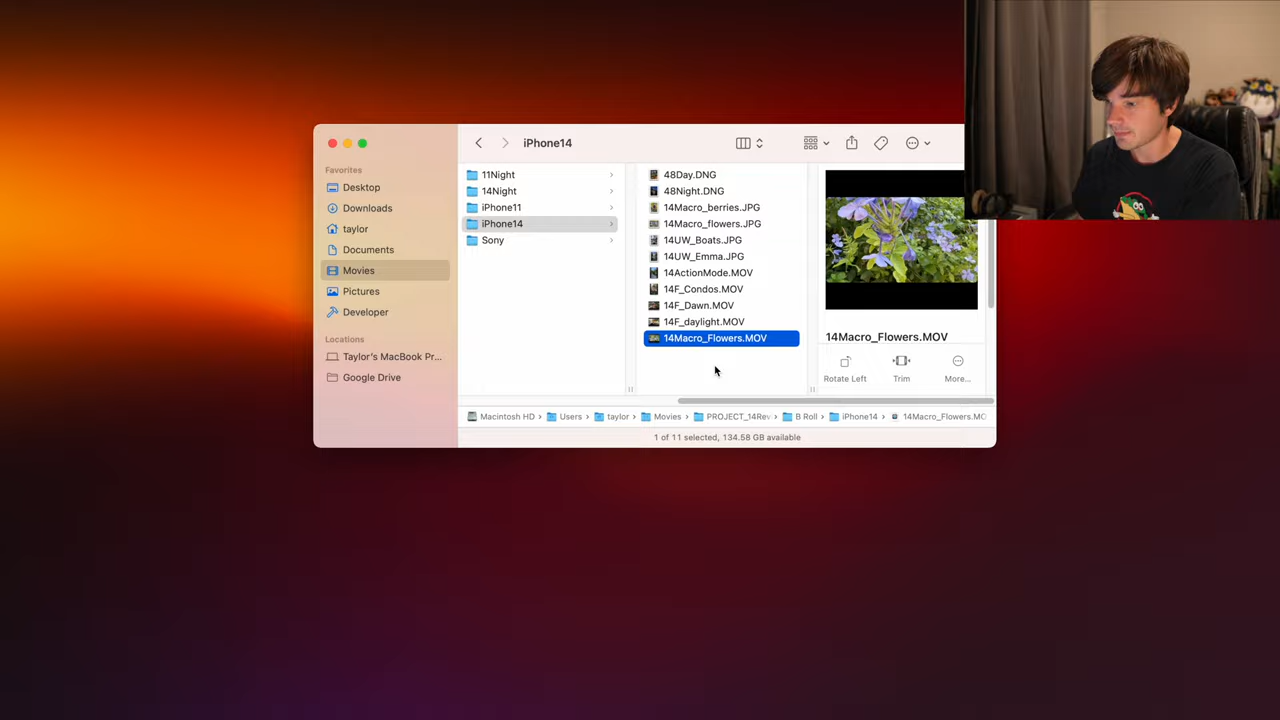 iPhone14
Favorites
Desktop
Downloads
taylor
Documents
Movies
Pictures
Developer
Locations
Taylor's MacBook Pr...
Google Drive
11Night
14Night
iPhone11
iPhone14
Sony
48Day.DNG
48Night.DNG
14Macro_berries.JPG
14Macro_flowers.JPG
14UW_Boats.JPG
14UW_Emma.JPG
14ActionMode.MOV
14F_Condos.MOV
14F_Dawn.MOV
14F_daylight.MOV
14Macro_Flowers.MOV
14Macro_Flowers.MOV
Rotate Left
Trim
More...
Macintosh HD › Users › taylor › Movies › PROJECT_14Rev › B Roll › iPhone14 › 14Macro_Flowers.MO
1 of 11 selected, 134.58 GB available